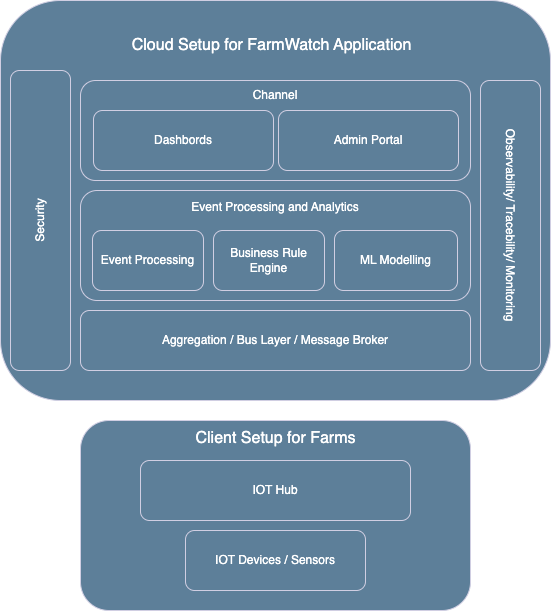 Cloud Setup for FarmWatch Application
Security
Channel
Dashbords
Admin Portal
Event Processing and Analytics
Event Processing
Business Rule
Engine
ML Modelling
Aggregation / Bus Layer / Message Broker
Observability/ Tracebility/ Monitoring
Client Setup for Farms
IOT Hub
IOT Devices / Sensors